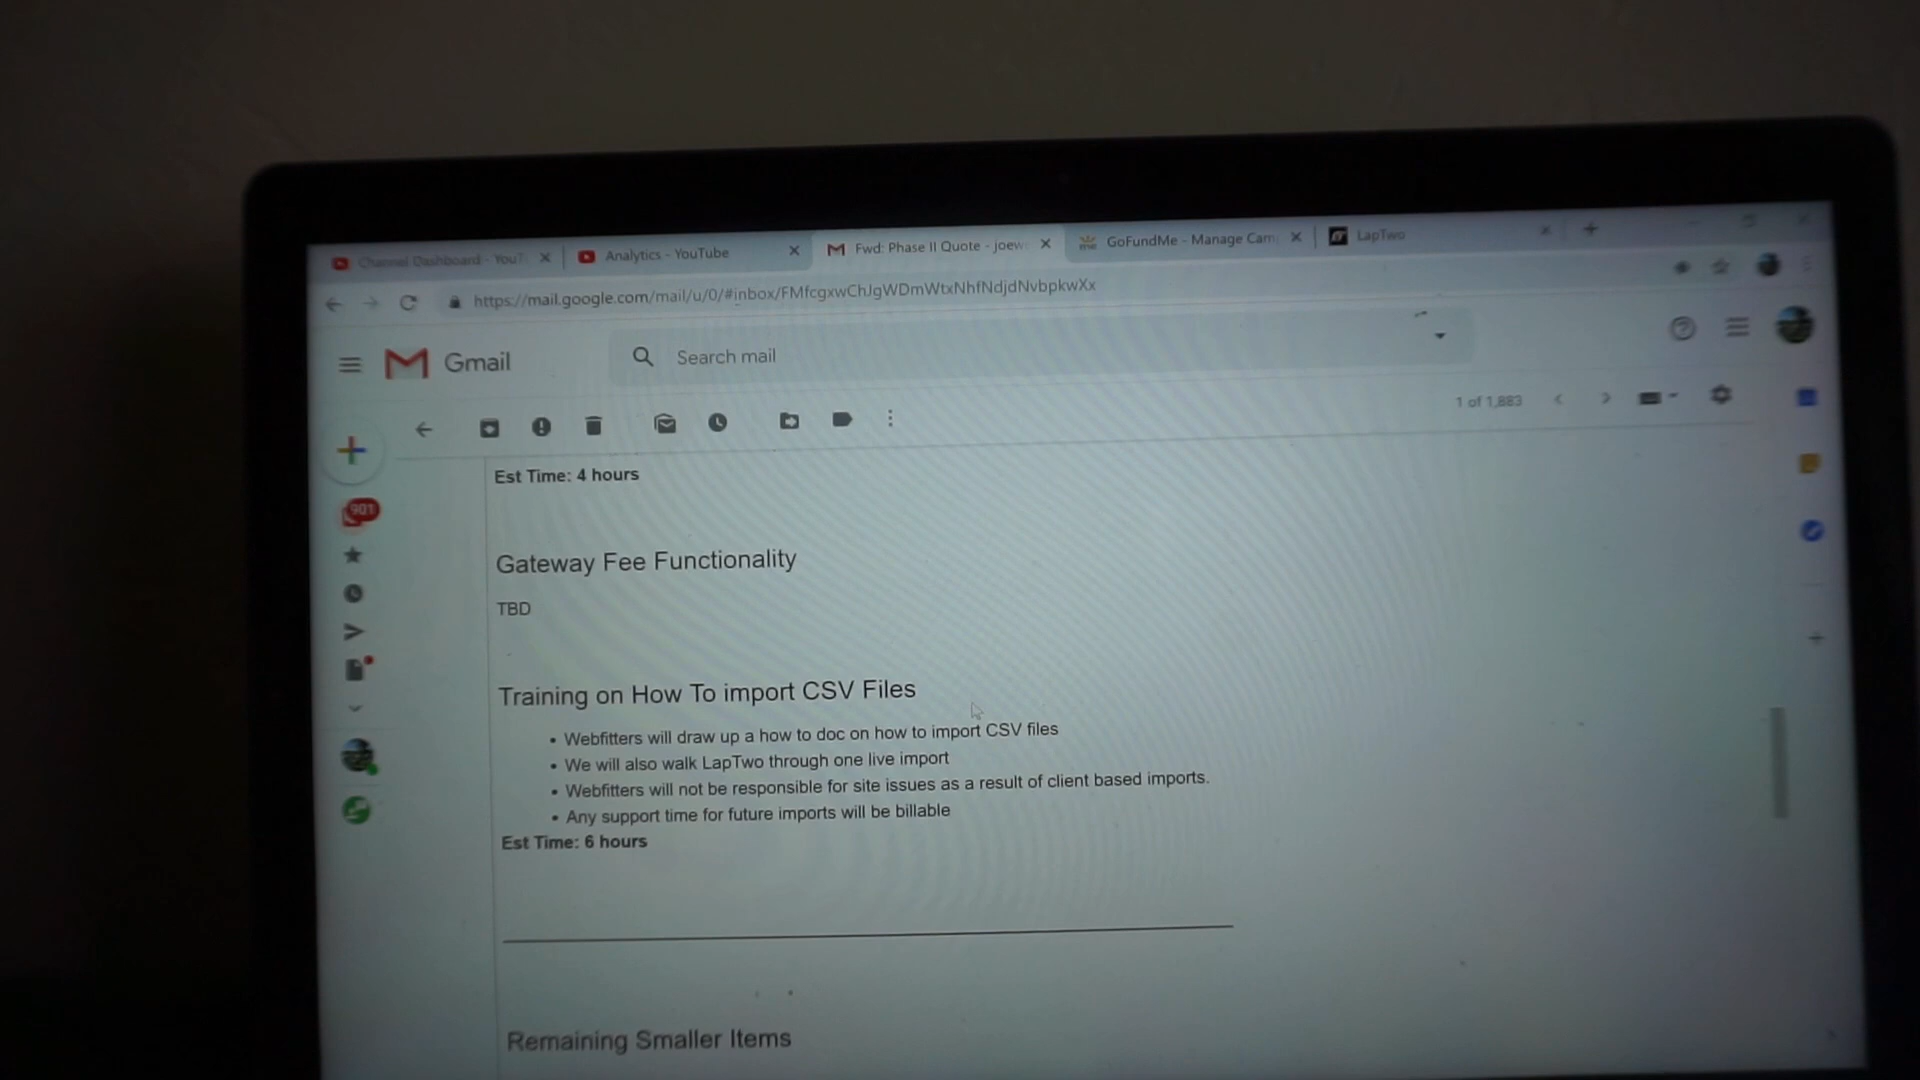 Channel Dashboard - YouT
Analytics - YouTube
Fwd: Phase II Quote - joew
GoFundMe - Manage Cam
LapTwo
https://mail.google.com/mail/u/0/#inbox/FMfcgxwChJgWDmWtxNhfNdjdNvbpkwXx
Gmail
Search mail
1 of 1,883
901
Est Time: 4 hours
Gateway Fee Functionality
TBD
Training on How To import CSV Files
• Webfitters will draw up a how to doc on how to import CSV files
• We will also walk LapTwo through one live import
• Webfitters will not be responsible for site issues as a result of client based imports.
• Any support time for future imports will be billable
Est Time: 6 hours
Remaining Smaller Items